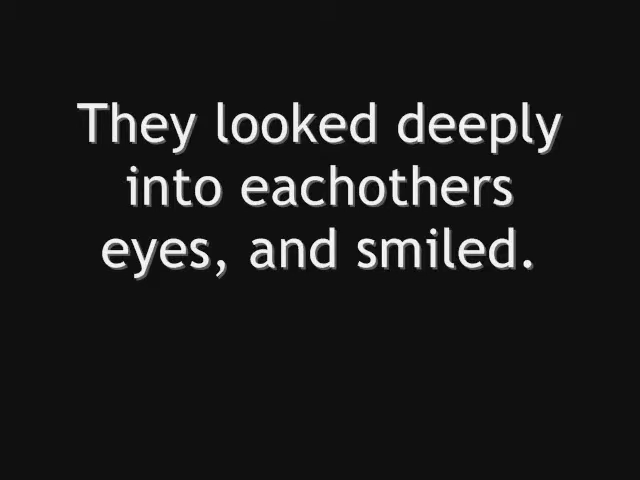 They looked deeply
into eachothers
eyes, and smiled.